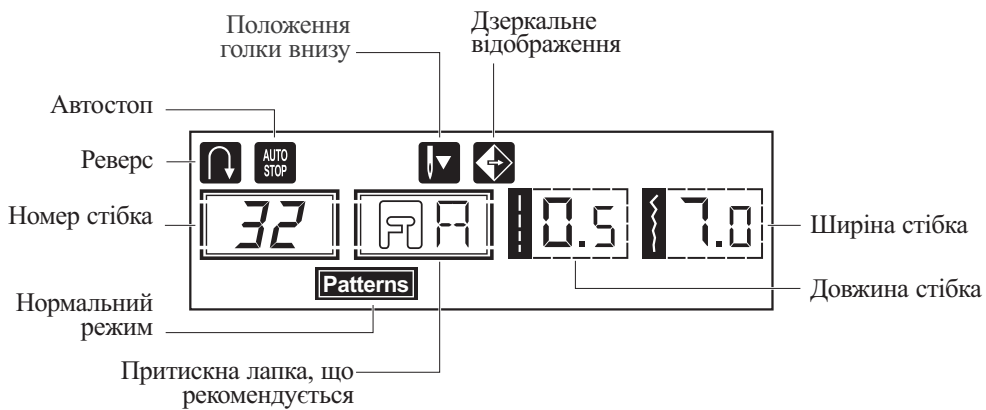 Положення
голки внизу
Дзеркальне
відображення
Автостоп
Реверс
AUTO
STOP
Номер стібка
32
A
0.5
7.0
Ширіна стібка
Patterns
Довжина стібка
Нормальний
режим
Притискна лапка, що
рекомендується